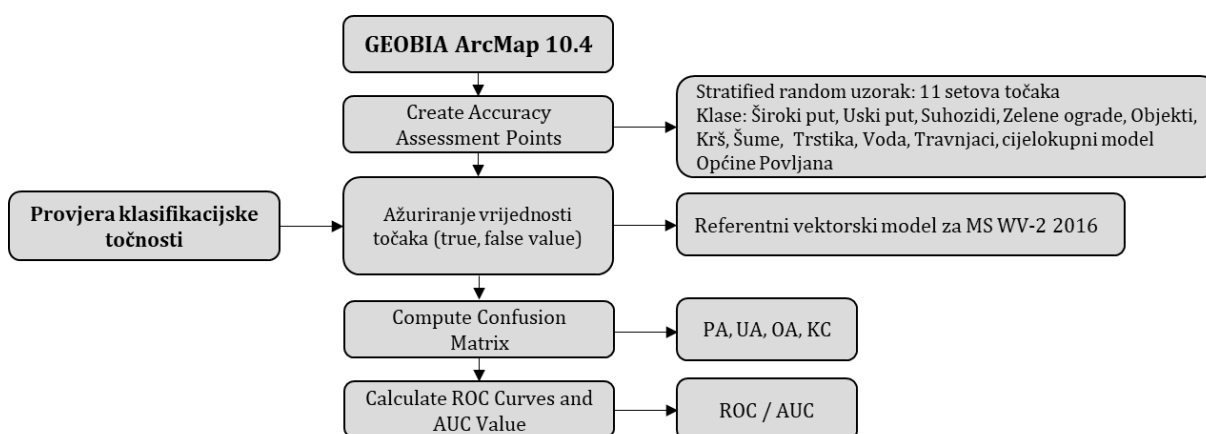 GEOBIA ArcMap 10.4
Create Accuracy
Assessment Points
Stratified random uzorak: 11 setova točaka
Klase: Široki put, Uski put, Suhozidi, Zelene ograde, Objekti,
Krš, Šume, Trstika, Voda, Travnjaci, cijelokupni model
Općine Povljana
Provjera klasifikacijske
točnosti
Ažuriranje vrijednosti
točaka (true, false value)
Referentni vektorski model za MS WV-2 2016
Compute Confusion
Matrix
PA, UA, OA, KC
Calculate ROC Curves and
AUC Value
ROC / AUC